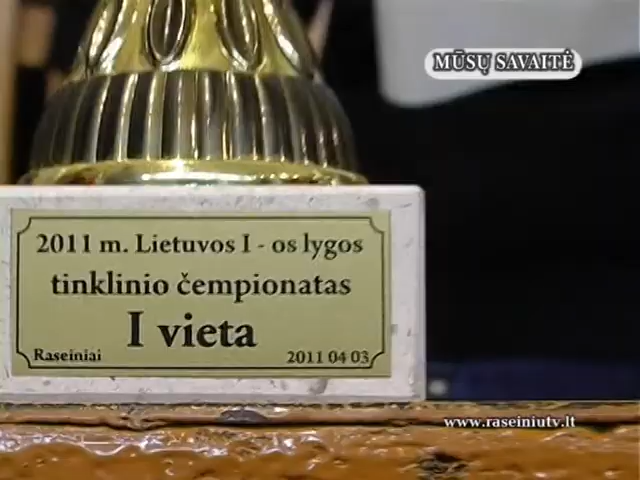 MŪSŲ SAVAITĖ
2011 m. Lietuvos I - os lygos
tinklinio čempionatas
I vieta
Raseiniai 2011 04 03
www.raseiniutv.lt